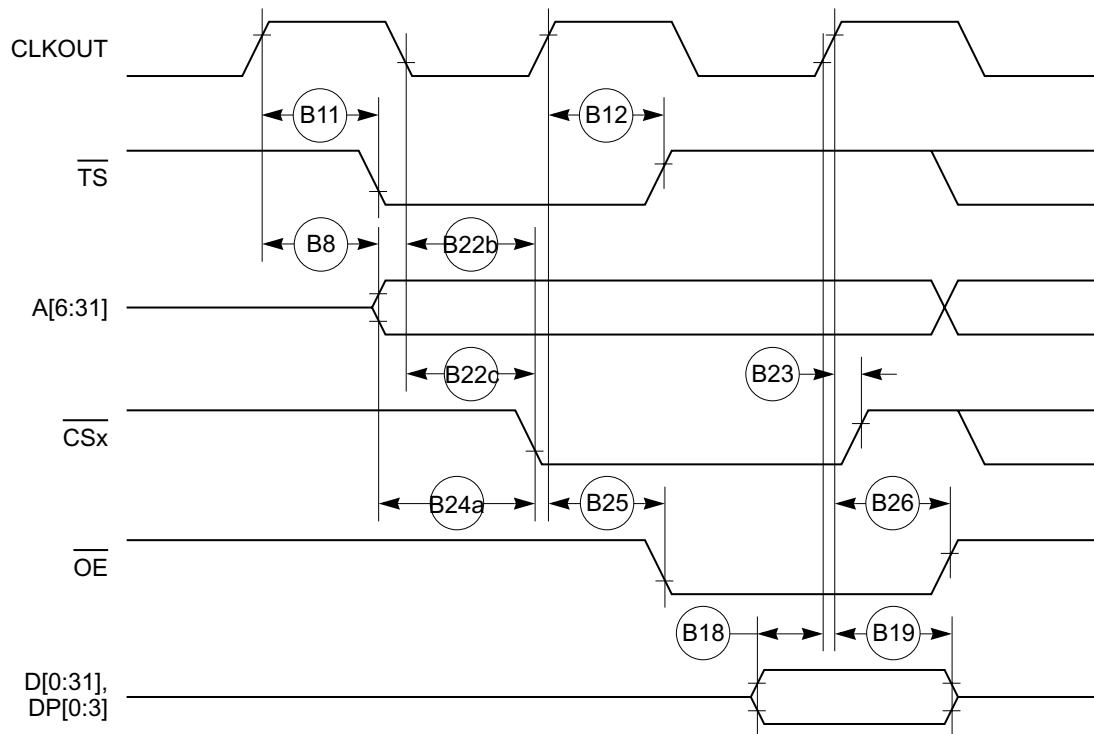 CLKOUT
B11
B12
TS
B8
B22b
A[6:31]
B22c
B23
CSx
B24a
B25
B26
OE
B18
B19
D[0:31],
DP[0:3]